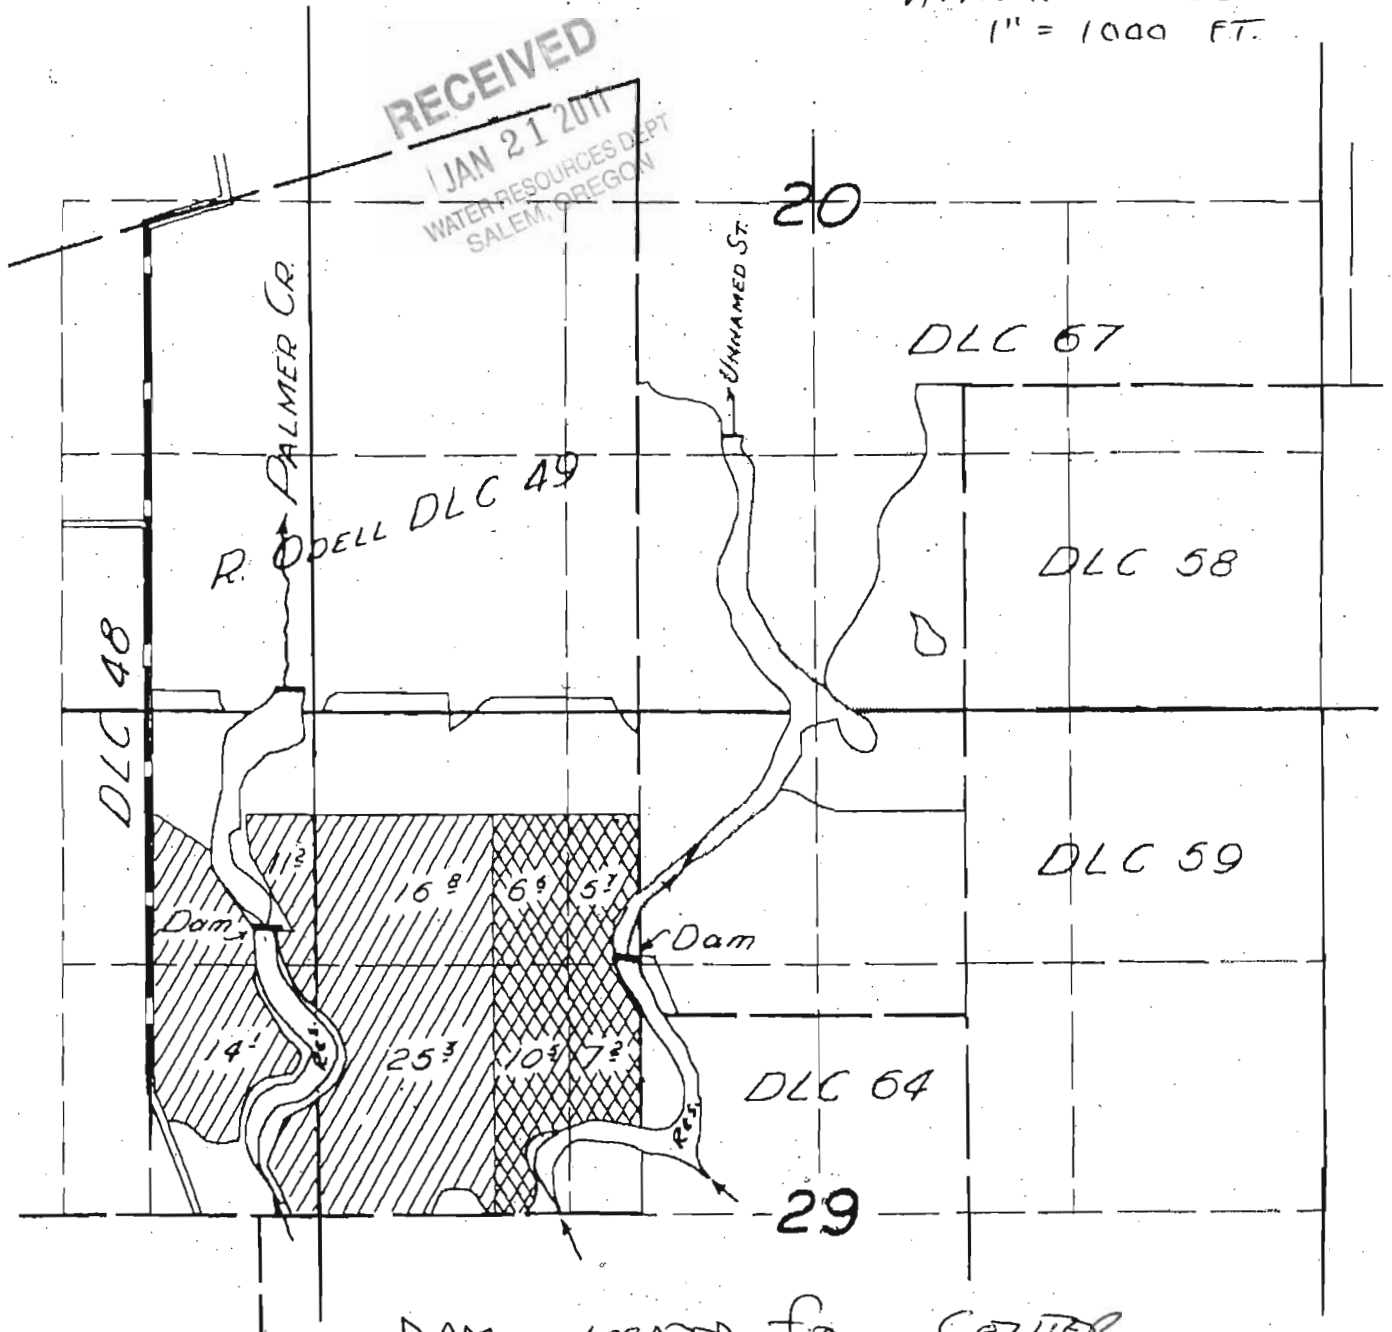 1" = 1000 FT.
RECEIVED
JAN 21 2011
WATER RESOURCES DEPT
SALEM, OREGON
20
UNNAMED ST.
PALMER CR.
DLC 67
R. ODELL DLC 49
DLC 58
DLC 48
DLC 59
1 2
16 8
6 6
5 7
Dam
Dam
14 1
Res.
25 3
10 5
7 2
DLC 64
Res.
29